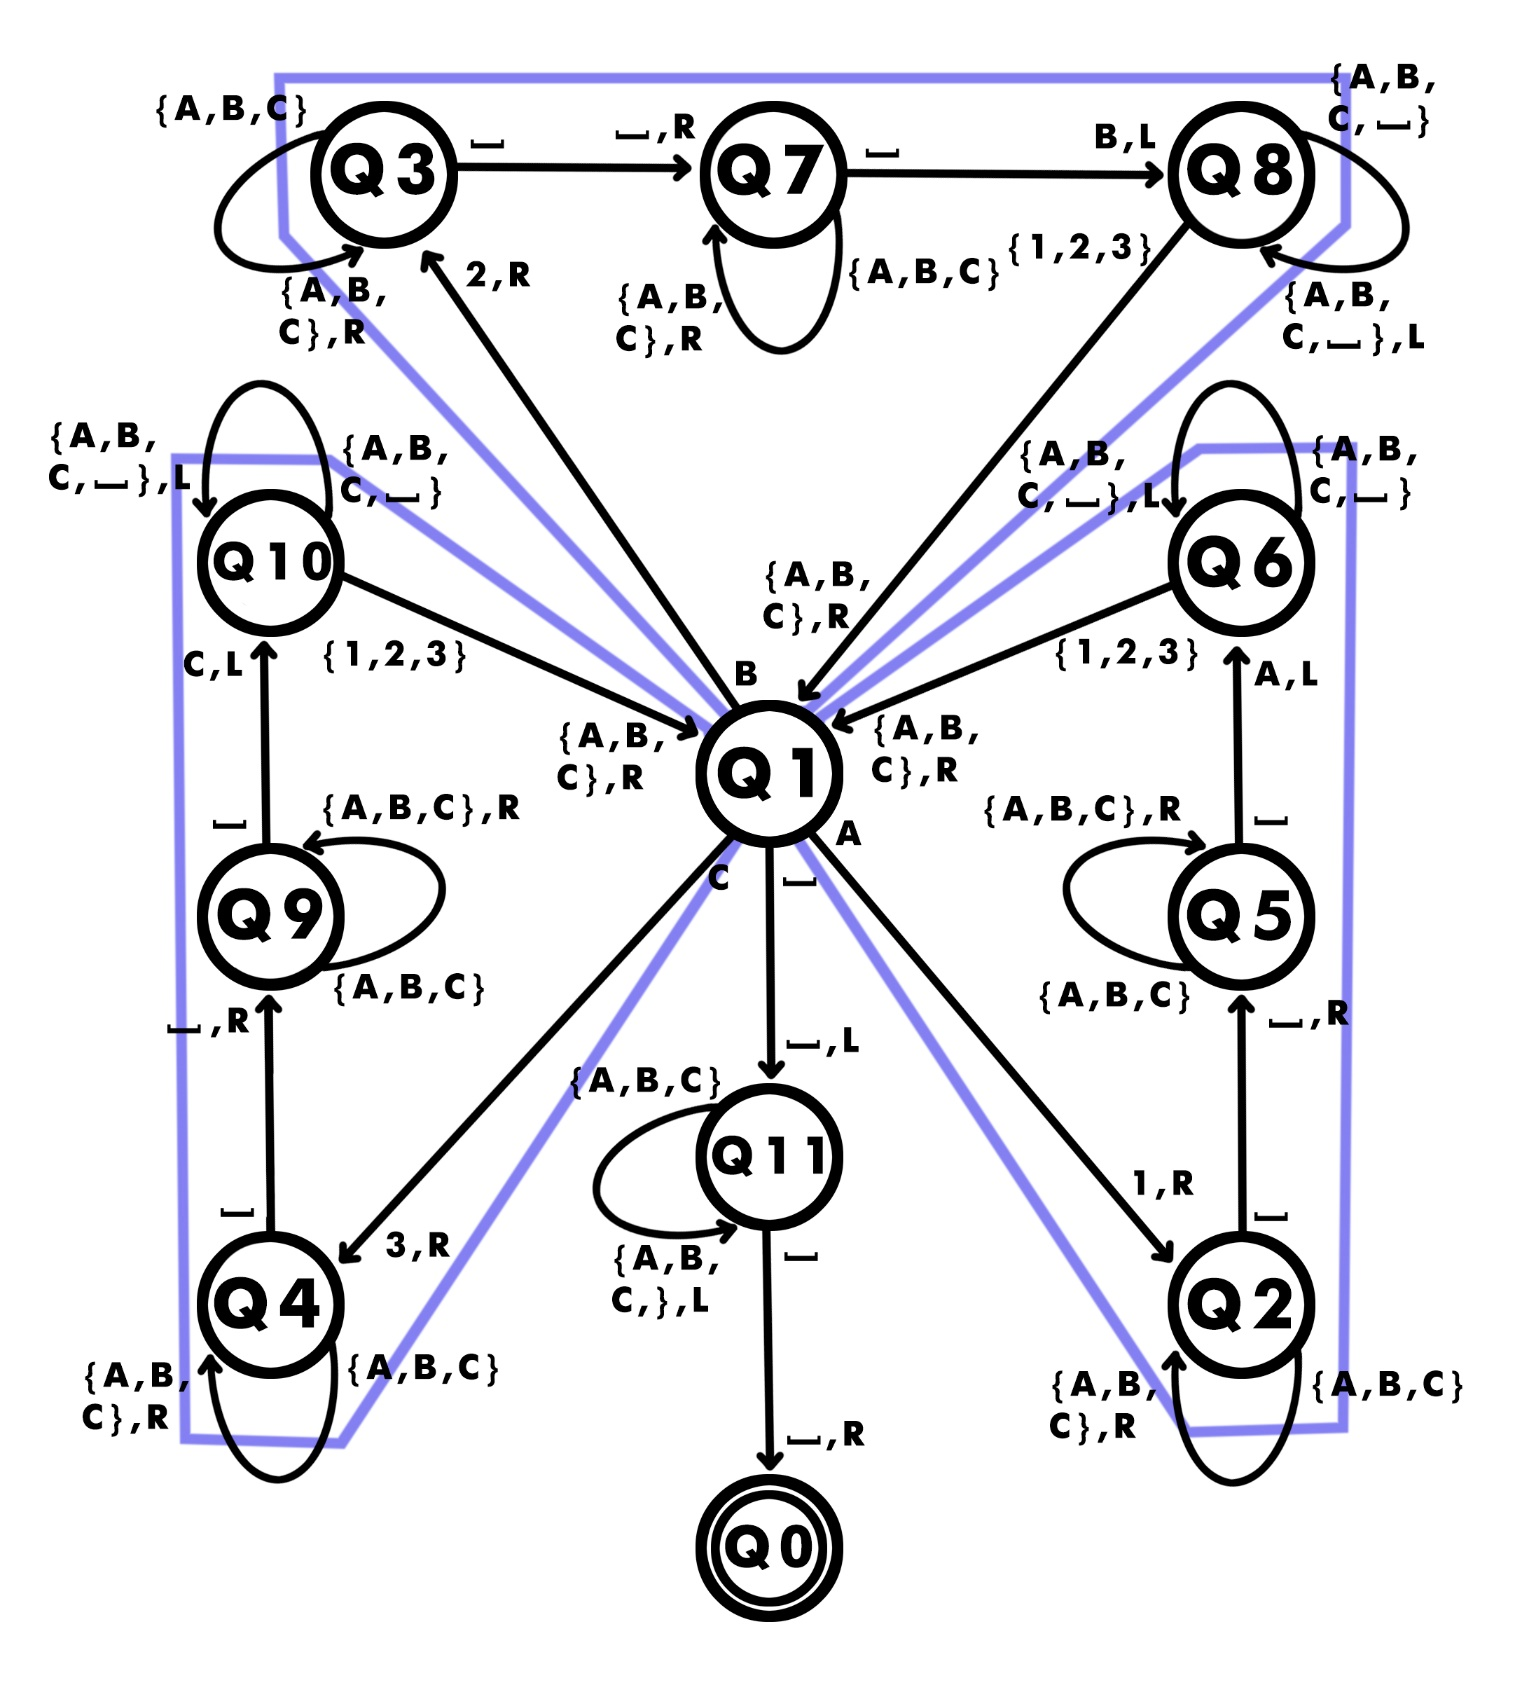 {A,B,
C,⎵}
{A,B,C}
Q3
⎵
⎵,R
Q7
⎵
B,L
Q8
{A,B,
C},R
2,R
{A,B,
C},R
{A,B,C}
{1,2,3}
{A,B,
C,⎵},L
{A,B,
C,⎵},L
{A,B,
C,⎵}
{A,B,
C,⎵},L
{A,B,
C,⎵}
Q10
Q6
{A,B,
C},R
C,L
{1,2,3}
{1,2,3}
B
A,L
{A,B,
C},R
{A,B,
C},R
Q1
⎵
{A,B,C},R
{A,B,C},R
⎵
A
C
⎵
Q9
Q5
{A,B,C}
{A,B,C}
⎵,R
⎵,L
⎵,R
{A,B,C}
Q11
1,R
⎵
⎵
3,R
{A,B,
C,},L
⎵
Q4
Q2
{A,B,
C},R
{A,B,C}
{A,B,
C},R
{A,B,C}
⎵,R
Q0